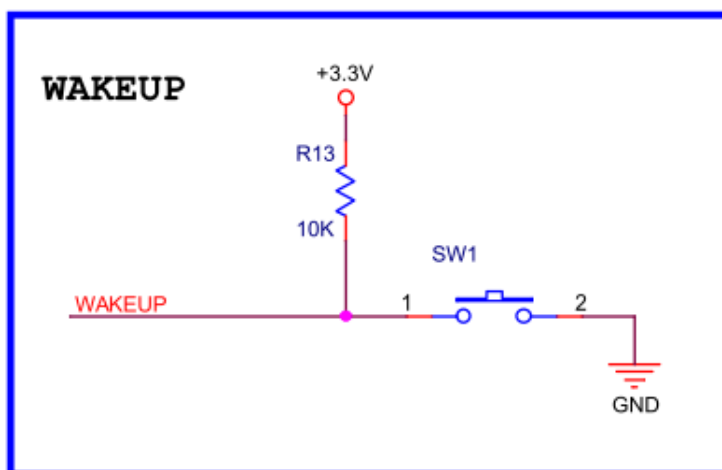 +3.3V
WAKEUP
R13
10K
SW1
WAKEUP
1
2
GND